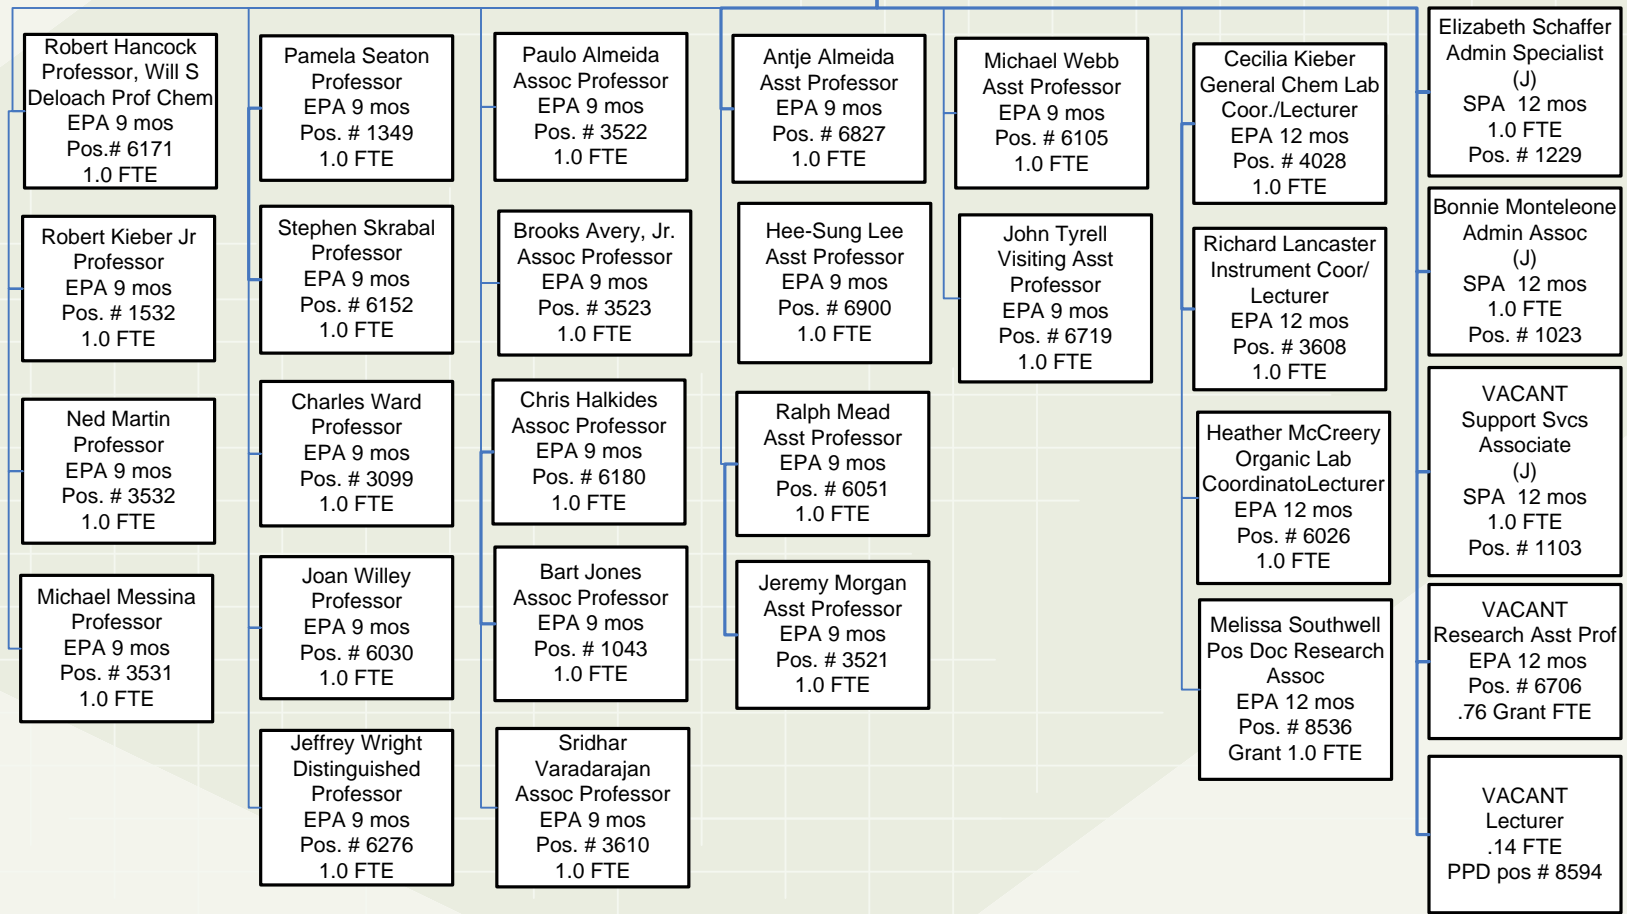 Robert Hancock
Professor, Will S
Deloach Prof Chem
EPA 9 mos
Pos.# 6171
1.0 FTE
Robert Kieber Jr
Professor
EPA 9 mos
Pos. # 1532
1.0 FTE
Ned Martin
Professor
EPA 9 mos
Pos. # 3532
1.0 FTE
Michael Messina
Professor
EPA 9 mos
Pos. # 3531
1.0 FTE
Pamela Seaton
Professor
EPA 9 mos
Pos. # 1349
1.0 FTE
Stephen Skrabal
Professor
EPA 9 mos
Pos. # 6152
1.0 FTE
Charles Ward
Professor
EPA 9 mos
Pos. # 3099
1.0 FTE
Joan Willey
Professor
EPA 9 mos
Pos. # 6030
1.0 FTE
Jeffrey Wright
Distinguished
Professor
EPA 9 mos
Pos. # 6276
1.0 FTE
Paulo Almeida
Assoc Professor
EPA 9 mos
Pos. # 3522
1.0 FTE
Brooks Avery, Jr.
Assoc Professor
EPA 9 mos
Pos. # 3523
1.0 FTE
Chris Halkides
Assoc Professor
EPA 9 mos
Pos. # 6180
1.0 FTE
Bart Jones
Assoc Professor
EPA 9 mos
Pos. # 1043
1.0 FTE
Sridhar
Varadarajan
Assoc Professor
EPA 9 mos
Pos. # 3610
1.0 FTE
Antje Almeida
Asst Professor
EPA 9 mos
Pos. # 6827
1.0 FTE
Hee-Sung Lee
Asst Professor
EPA 9 mos
Pos. # 6900
1.0 FTE
Ralph Mead
Asst Professor
EPA 9 mos
Pos. # 6051
1.0 FTE
Jeremy Morgan
Asst Professor
EPA 9 mos
Pos. # 3521
1.0 FTE
Michael Webb
Asst Professor
EPA 9 mos
Pos. # 6105
1.0 FTE
John Tyrell
Visiting Asst
Professor
EPA 9 mos
Pos. # 6719
1.0 FTE
Cecilia Kieber
General Chem Lab
Coor./Lecturer
EPA 12 mos
Pos. # 4028
1.0 FTE
Richard Lancaster
Instrument Coor/
Lecturer
EPA 12 mos
Pos. # 3608
1.0 FTE
Heather McCreery
Organic Lab
CoordinatoLecturer
EPA 12 mos
Pos. # 6026
1.0 FTE
Melissa Southwell
Pos Doc Research
Assoc
EPA 12 mos
Pos. # 8536
Grant 1.0 FTE
Elizabeth Schaffer
Admin Specialist
(J)
SPA 12 mos
1.0 FTE
Pos. # 1229
Bonnie Monteleone
Admin Assoc
(J)
SPA 12 mos
1.0 FTE
Pos. # 1023
VACANT
Support Svcs
Associate
(J)
SPA 12 mos
1.0 FTE
Pos. # 1103
VACANT
Research Asst Prof
EPA 12 mos
Pos. # 6706
.76 Grant FTE
VACANT
Lecturer
.14 FTE
PPD pos # 8594